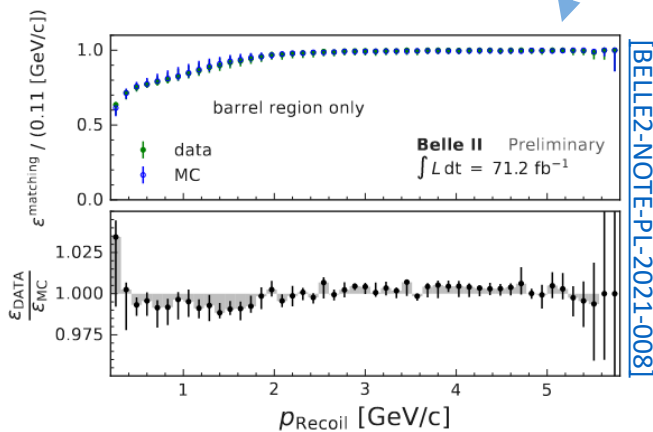 ε^matching / (0.11 [GeV/c])
1.0
0.5
0.0
barrel region only
data
MC
Belle II Preliminary
∫ L dt = 71.2 fb⁻¹
ε_DATA / ε_MC
1.025
1.000
0.975
1 2 3 4 5
p_Recoil [GeV/c]
[BELLE2-NOTE-PL-2021-008]